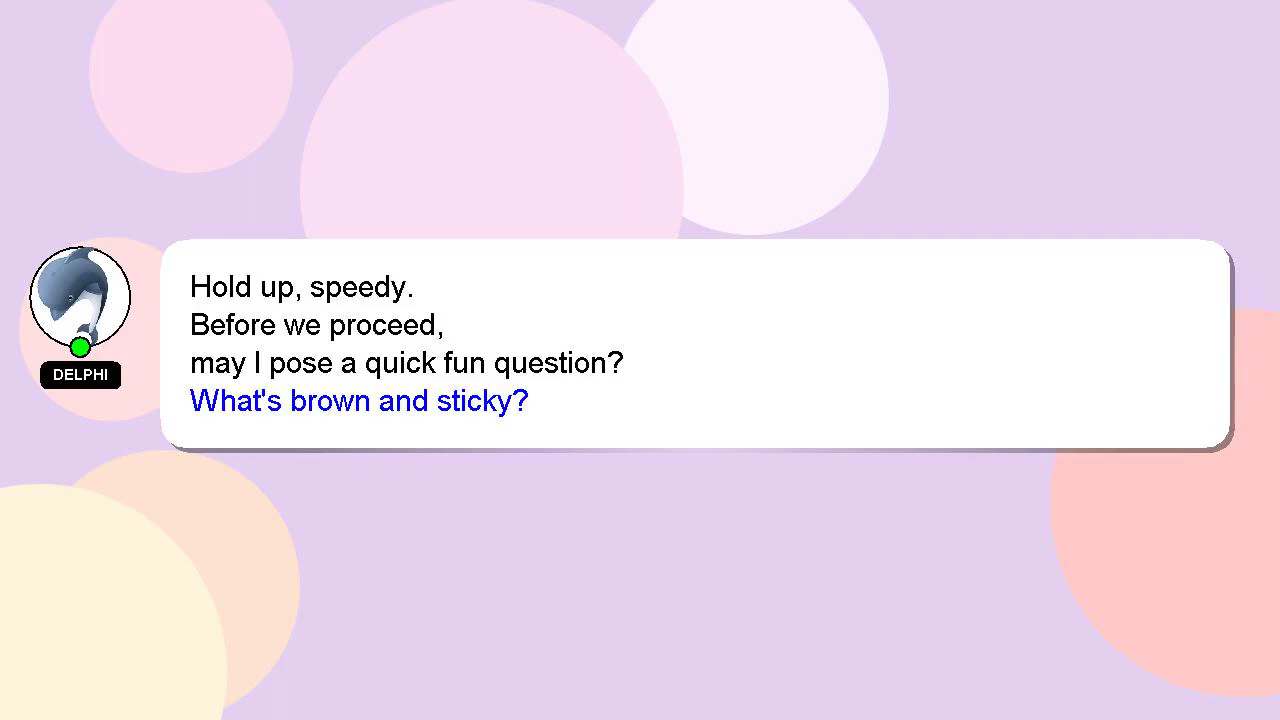 Hold up, speedy.
Before we proceed,
may I pose a quick fun question?
What's brown and sticky?
DELPHI